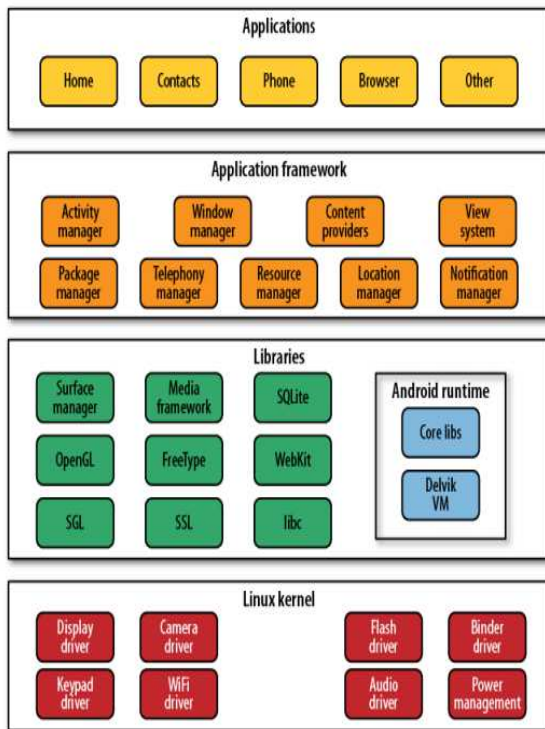 Applications
Home
Contacts
Phone
Browser
Other
Application framework
Activity
manager
Window
manager
Content
providers
View
system
Package
manager
Telephony
manager
Resource
manager
Location
manager
Notification
manager
Libraries
Surface
manager
Media
framework
SQLite
OpenGL
FreeType
WebKit
SGL
SSL
libc
Android runtime
Core libs
Delvik
VM
Linux kernel
Display
driver
Camera
driver
Flash
driver
Binder
driver
Keypad
driver
WiFi
driver
Audio
driver
Power
management